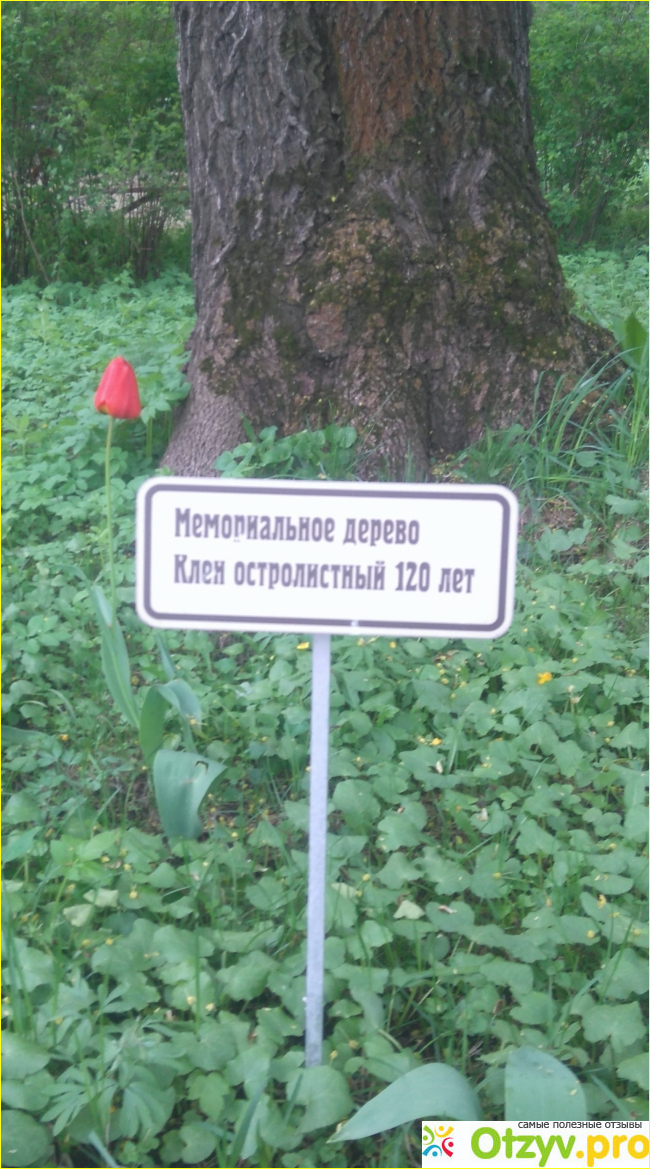 Мемориальное дерево
Клен остролистный 120 лет
самые полезные отзывы
Otzyv.pro